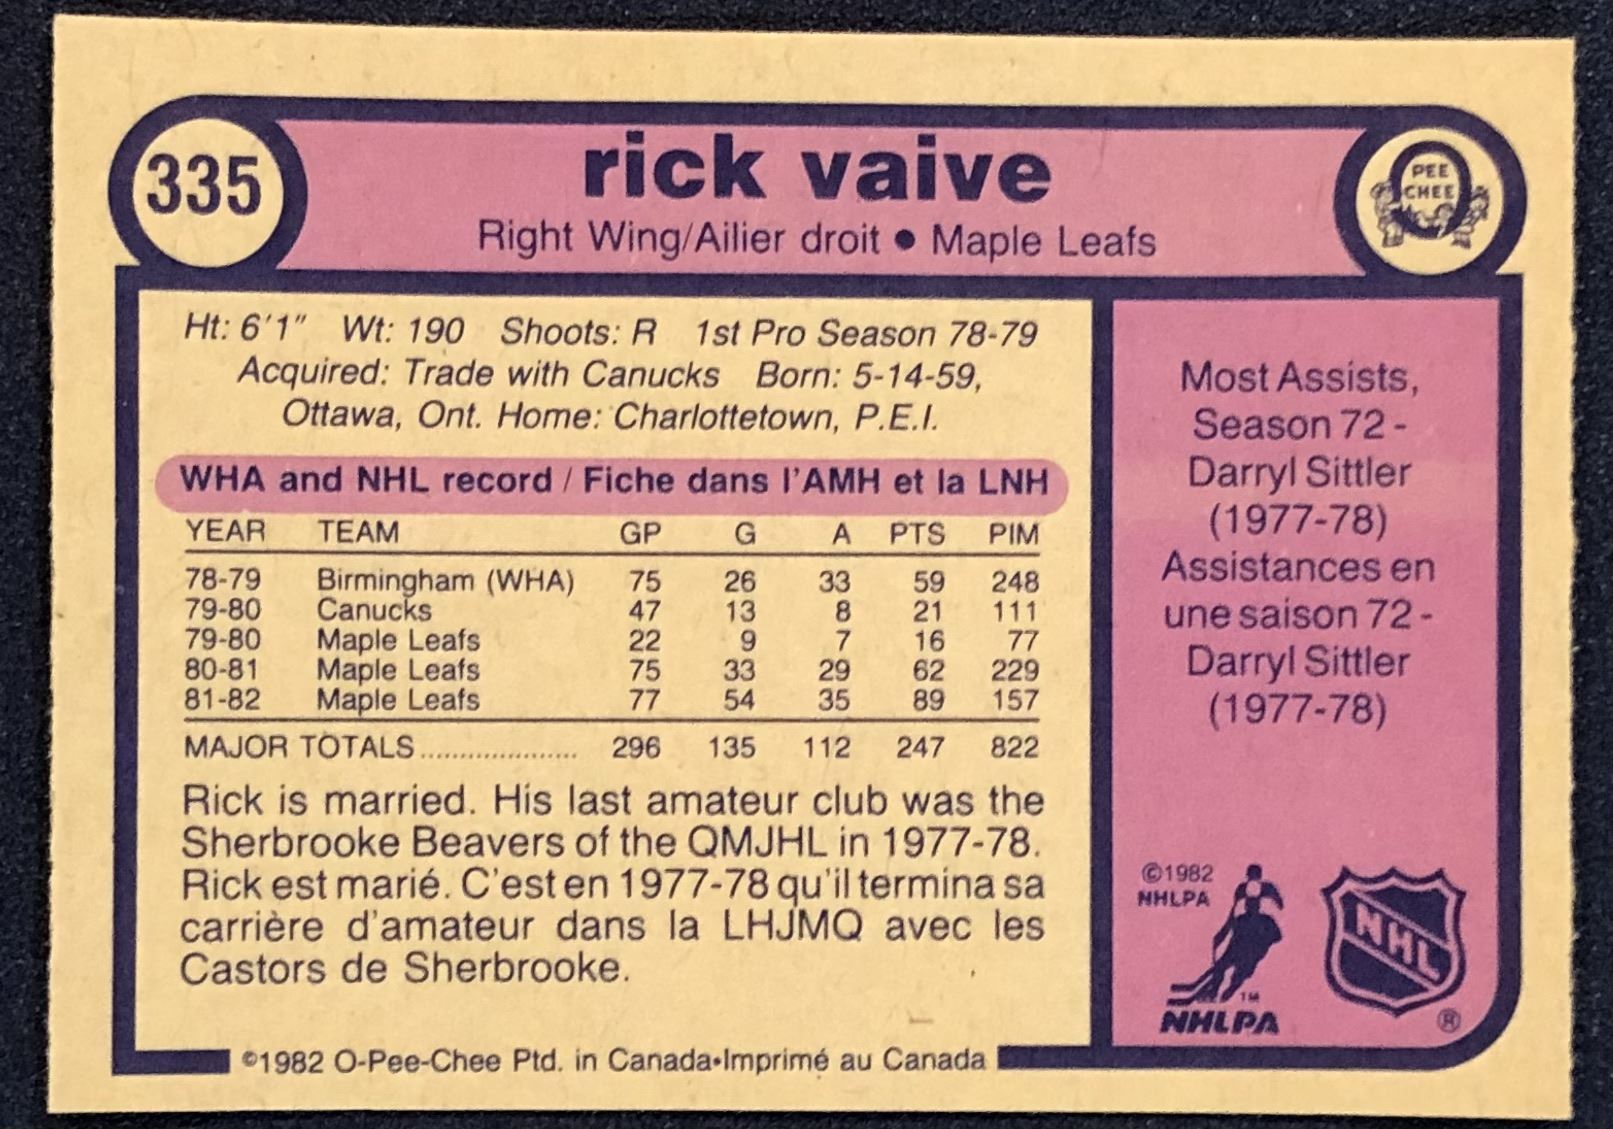 335
rick vaive
PEE
CHEE
Right Wing/Ailier droit • Maple Leafs
Ht: 6'1" Wt: 190 Shoots: R 1st Pro Season 78-79
Acquired: Trade with Canucks Born: 5-14-59,
Ottawa, Ont. Home: Charlottetown, P.E.I.
WHA and NHL record / Fiche dans l'AMH et la LNH
YEAR TEAM GP G A PTS PIM
78-79 Birmingham (WHA) 75 26 33 59 248
79-80 Canucks 47 13 8 21 111
79-80 Maple Leafs 22 9 7 16 77
80-81 Maple Leafs 75 33 29 62 229
81-82 Maple Leafs 77 54 35 89 157
MAJOR TOTALS.................... 296 135 112 247 822
Rick is married. His last amateur club was the
Sherbrooke Beavers of the QMJHL in 1977-78.
Rick est marié. C'est en 1977-78 qu'il termina sa
carrière d'amateur dans la LHJMQ avec les
Castors de Sherbrooke.
Most Assists,
Season 72 -
Darryl Sittler
(1977-78)
Assistances en
une saison 72 -
Darryl Sittler
(1977-78)
©1982
NHLPA
TM
NHLPA
NHL
®
©1982 O-Pee-Chee Ptd. in Canada•Imprimé au Canada